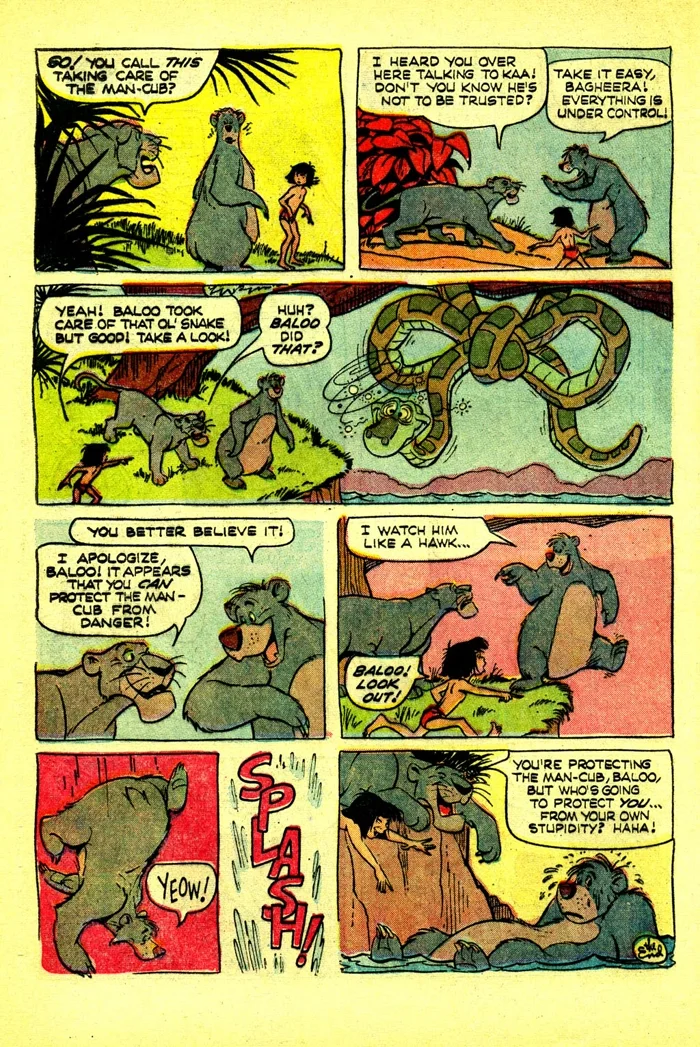 SO! YOU CALL THIS
TAKING CARE OF
THE MAN-CUB?
I HEARD YOU OVER
HERE TALKING TO KAA!
DON'T YOU KNOW HE'S
NOT TO BE TRUSTED?
TAKE IT EASY,
BAGHEERA!
EVERYTHING IS
UNDER CONTROL!
YEAH! BALOO TOOK
CARE OF THAT OL' SNAKE
BUT GOOD! TAKE A LOOK!
HUH?
BALOO
DID
THAT?
YOU BETTER BELIEVE IT!
I APOLOGIZE,
BALOO! IT APPEARS
THAT YOU CAN
PROTECT THE MAN-
CUB FROM
DANGER!
I WATCH HIM
LIKE A HAWK...
BALOO!
LOOK
OUT!
YEOW!
SPLASH!
YOU'RE PROTECTING
THE MAN-CUB, BALOO,
BUT WHO'S GOING
TO PROTECT YOU...
FROM YOUR OWN
STUPIDITY? HAHA!
The
End